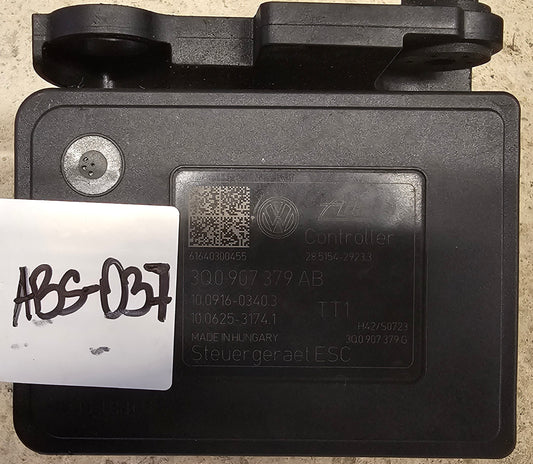 Controller
61640300455
28.5154-2923.3
3Q0 907 379 AB
10.0916-0340.3
TT1
10.0625-3174.1
H42/S0723
MADE IN HUNGARY
3Q0 907 379 G
Steuergeraet ESC
ABS-037